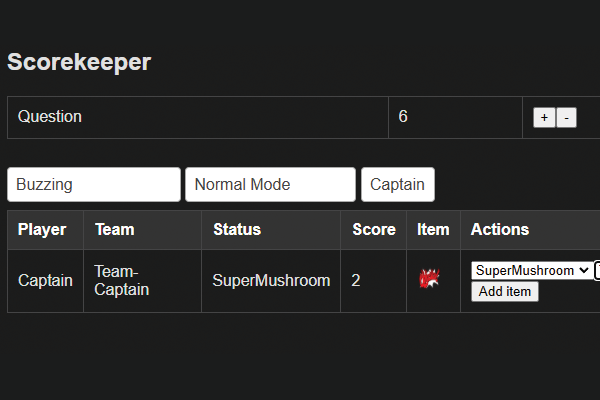 Scorekeeper
Question 6 + -
Buzzing Normal Mode Captain
Player Team Status Score Item Actions
Captain Team-Captain SuperMushroom 2 SuperMushroom
Add item